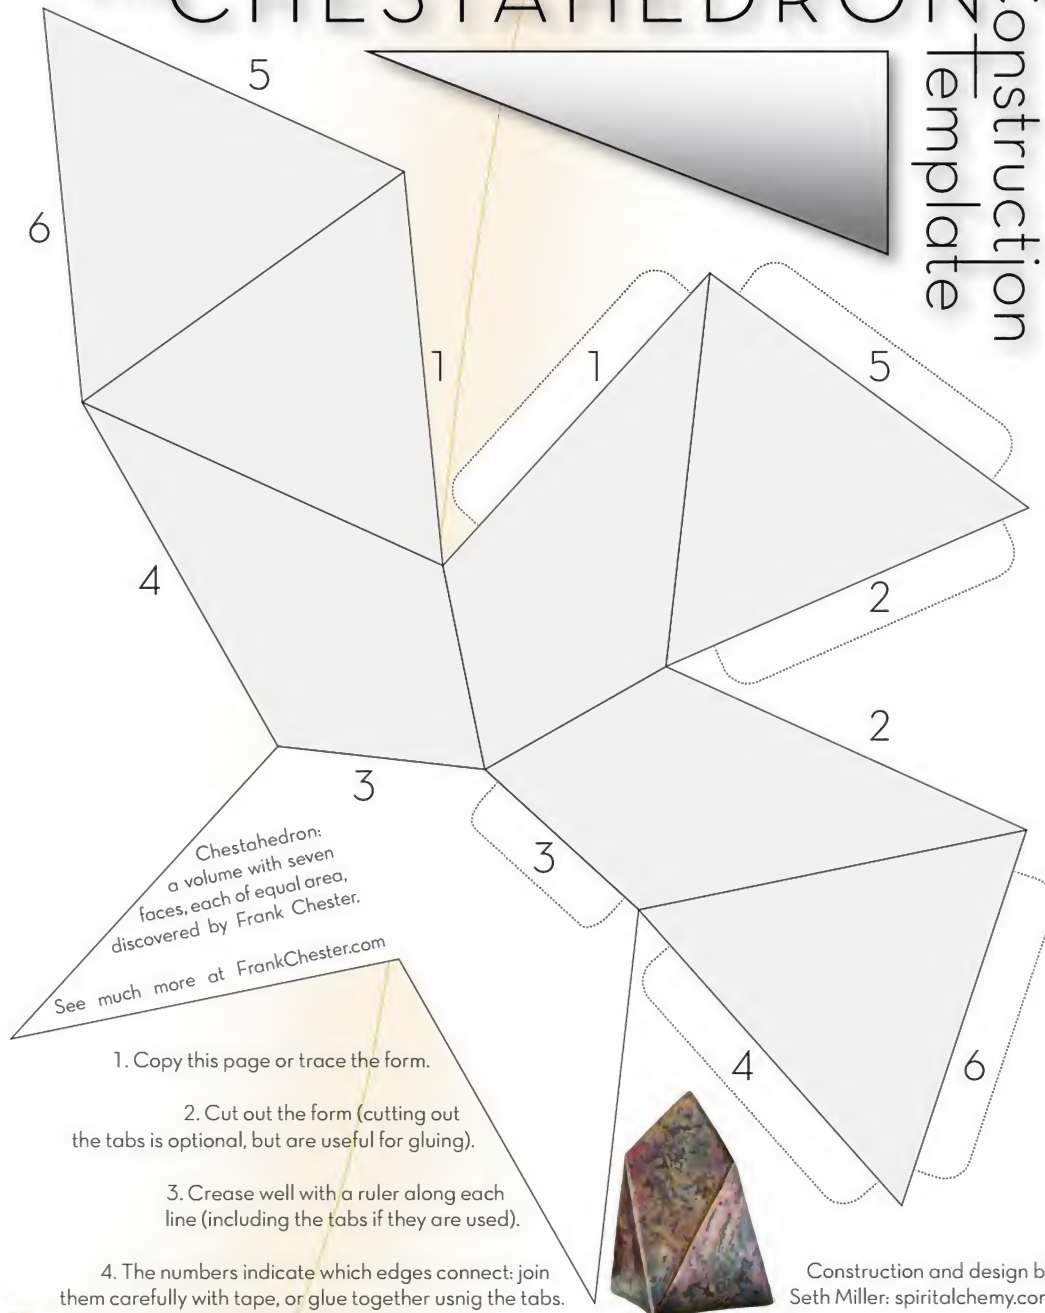 CHESTAHEDRON
Construction
Template
5
6
1
1
5
4
2
2
3
3
Chestahedron:
a volume with seven
faces, each of equal area,
discovered by Frank Chester.
See much more at FrankChester.com
4
6
1. Copy this page or trace the form.
2. Cut out the form (cutting out
the tabs is optional, but are useful for gluing).
3. Crease well with a ruler along each
line (including the tabs if they are used).
4. The numbers indicate which edges connect: join
them carefully with tape, or glue together usnig the tabs.
Construction and design b
Seth Miller: spiritalchemy.cor